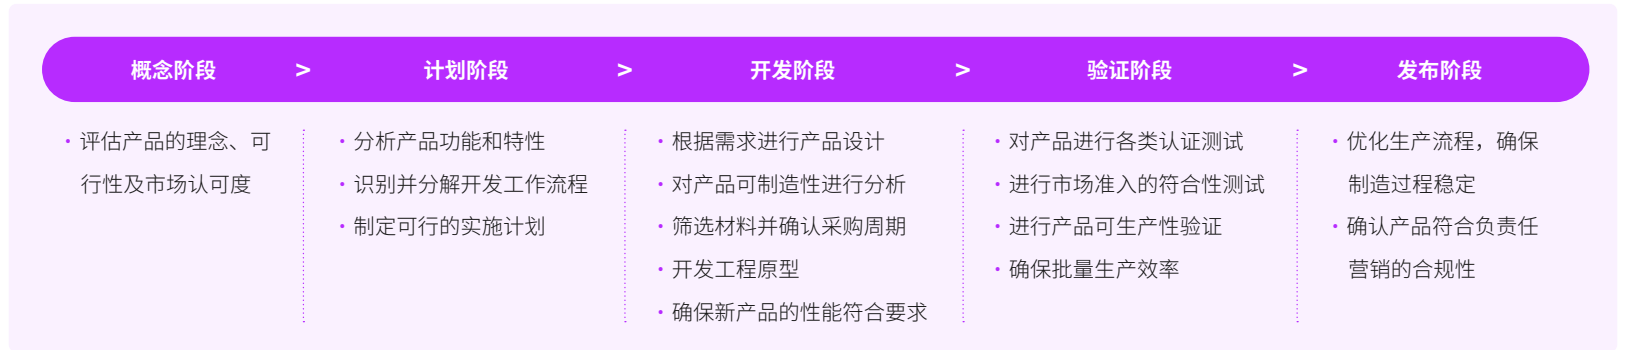 概念阶段 > 计划阶段 > 开发阶段 > 验证阶段 > 发布阶段
· 评估产品的理念、可
行性及市场认可度
· 分析产品功能和特性
· 识别并分解开发工作流程
· 制定可行的实施计划
· 根据需求进行产品设计
· 对产品可制造性进行分析
· 筛选材料并确认采购周期
· 开发工程原型
· 确保新产品的性能符合要求
· 对产品进行各类认证测试
· 进行市场准入的符合性测试
· 进行产品可生产性验证
· 确保批量生产效率
· 优化生产流程，确保
制造过程稳定
· 确认产品符合负责任
营销的合规性